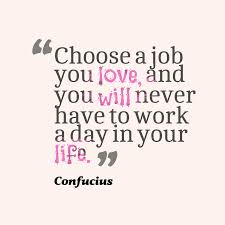 “Choose a job
you love, and
you will never
have to work
a day in your
life.”
Confucius